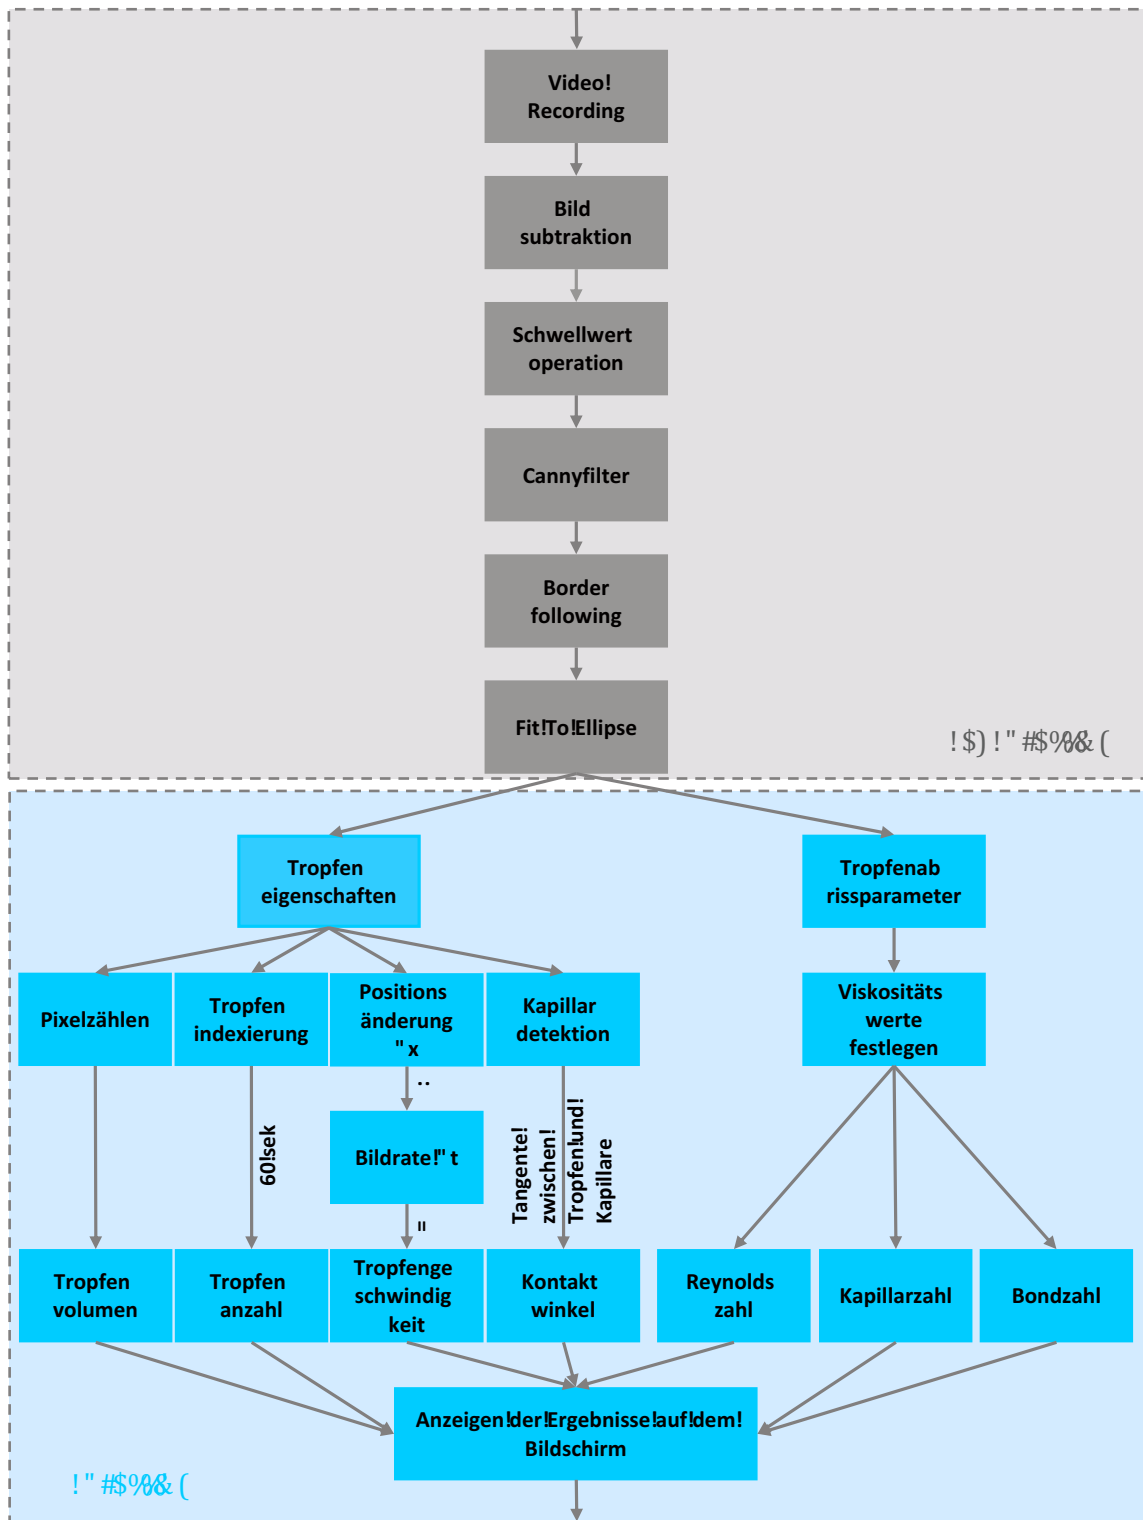 Video!
Recording
Bild
subtraktion
Schwellwert
operation
Cannyfilter
Border
following
Fit!To!Ellipse
!$)!"#$%&(
Tropfen
eigenschaften
Tropfenab
rissparameter
Pixelzählen
Tropfen
indexierung
Positions
änderung
"x
Kapillar
detektion
Viskositäts
werte
festlegen
..
60!sek
Bildrate!"t
Tangente!
zwischen!
Tropfen!und!
Kapillare
=
Tropfen
volumen
Tropfen
anzahl
Tropfenge
schwindig
keit
Kontakt
winkel
Reynolds
zahl
Kapillarzahl
Bondzahl
Anzeigen!der!Ergebnisse!auf!dem!
Bildschirm